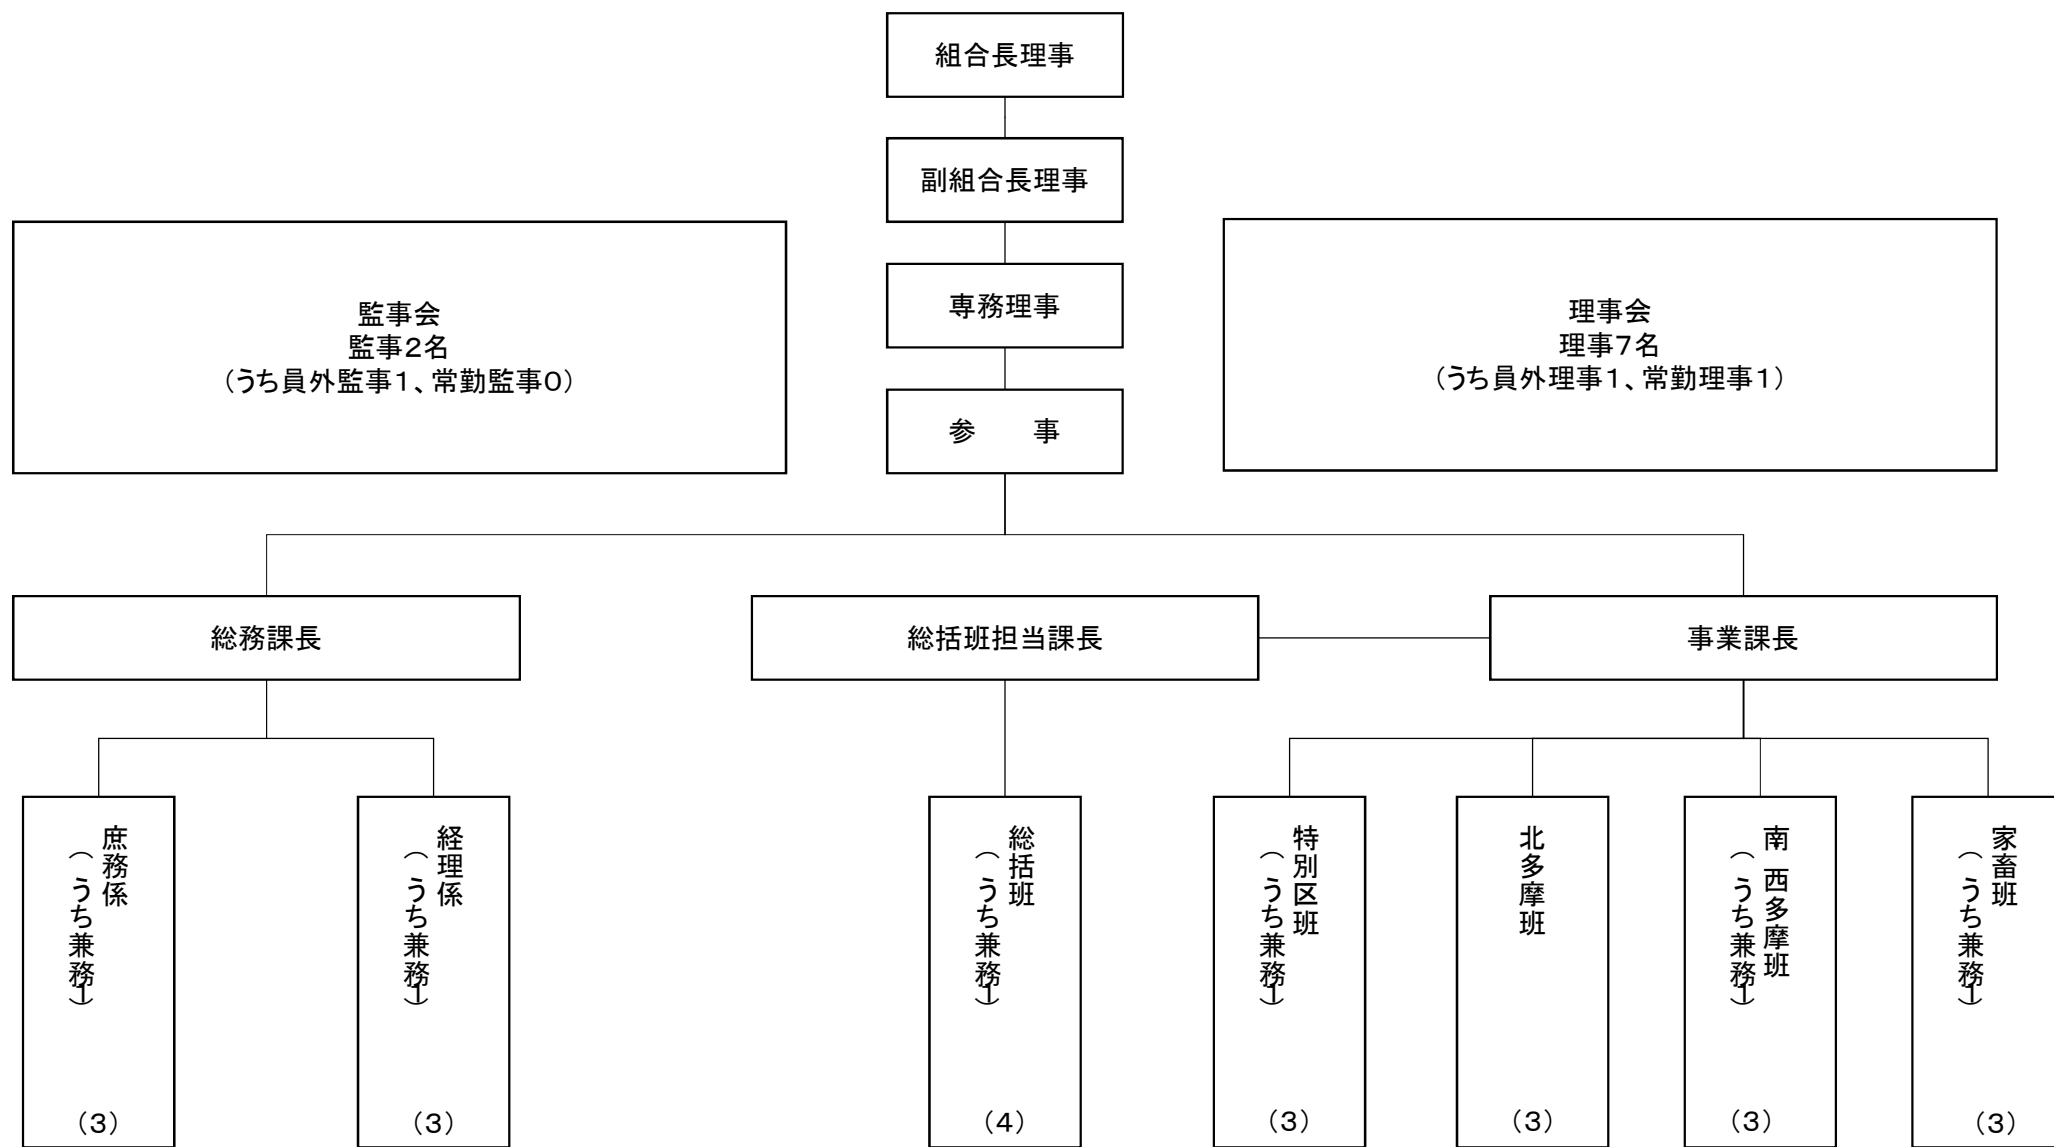 組合長理事
副組合長理事
監事会
監事2名
（うち員外監事1、常勤監事0）
専務理事
理事会
理事7名
（うち員外理事1、常勤理事1）
参　　事
総務課長
総括班担当課長
事業課長
庶務係
（うち兼務1）
（3）
経理係
（うち兼務1）
（3）
総括班
（うち兼務1）
（4）
特別区班
（うち兼務1）
（3）
北多摩班
（3）
南 西多摩班
（うち兼務1）
（3）
家畜班
（うち兼務1）
（3）